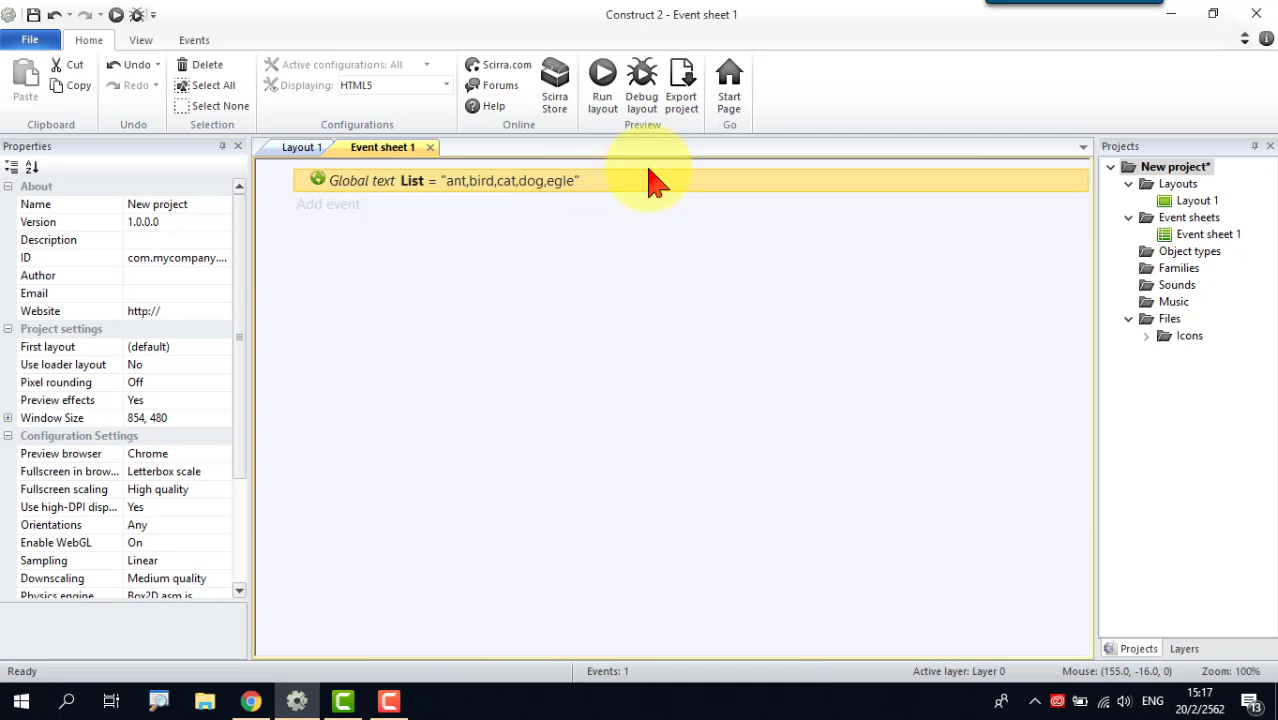 Construct 2 - Event sheet 1
File Home View Events
Paste
Cut
Copy
Clipboard
Undo
Redo
Undo
Delete
Select All
Select None
Selection
Active configurations: All
Displaying: HTML5
Configurations
Scirra.com
Forums
Help
Scirra Store
Online
Run layout
Debug layout
Export project
Preview
Start Page
Go
Properties
About
Name New project
Version 1.0.0.0
Description
ID com.mycompany....
Author
Email
Website http://
Project settings
First layout (default)
Use loader layout No
Pixel rounding Off
Preview effects Yes
Window Size 854, 480
Configuration Settings
Preview browser Chrome
Fullscreen in brow... Letterbox scale
Fullscreen scaling High quality
Use high-DPI disp... Yes
Orientations Any
Enable WebGL On
Sampling Linear
Downscaling Medium quality
Physics engine Box2D asm.js
Layout 1 Event sheet 1
Global text List = "ant,bird,cat,dog,egle"
Add event
Projects
New project*
Layouts
Layout 1
Event sheets
Event sheet 1
Object types
Families
Sounds
Music
Files
Icons
Projects Layers
Ready Events: 1 Active layer: Layer 0 Mouse: (155.0, -16.0, 0) Zoom: 100%
ENG
15:17
20/2/2562
13